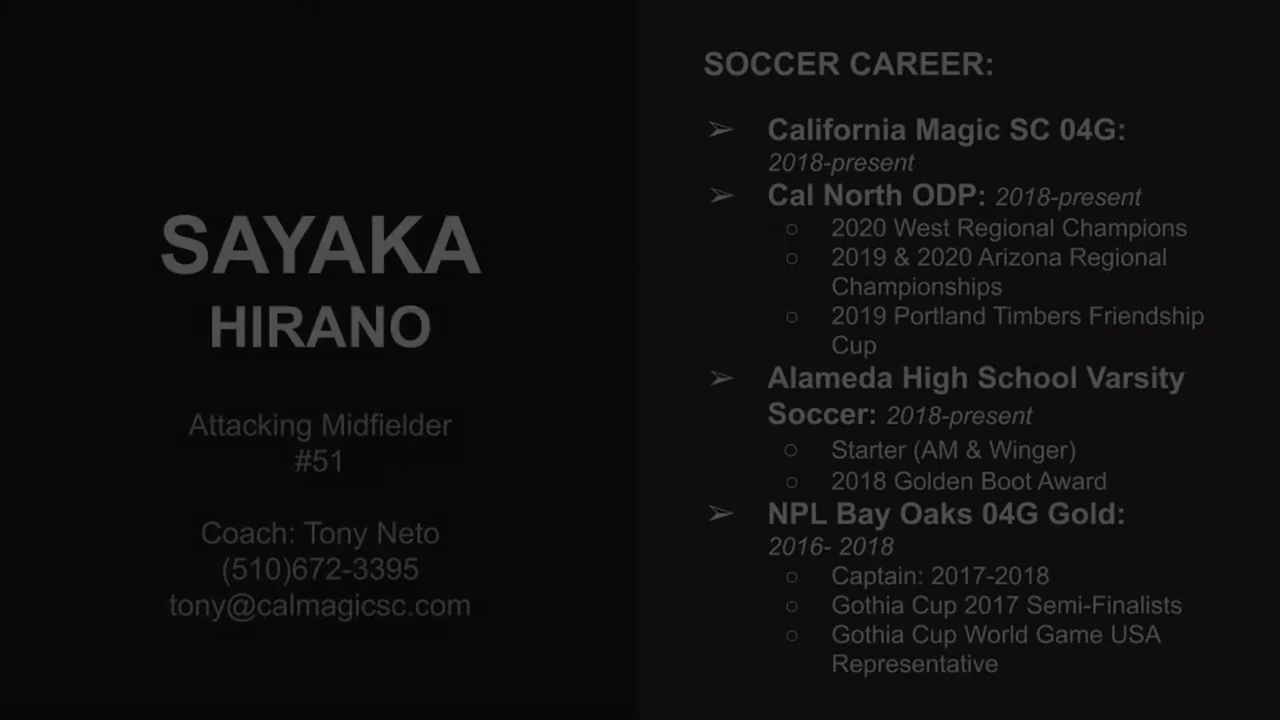 SAYAKA
HIRANO
Attacking Midfielder
#51
Coach: Tony Neto
(510)672-3395
tony@calmagicsc.com
SOCCER CAREER:
➢ California Magic SC 04G:
2018-present
➢ Cal North ODP: 2018-present
○ 2020 West Regional Champions
○ 2019 & 2020 Arizona Regional
Championships
○ 2019 Portland Timbers Friendship
Cup
➢ Alameda High School Varsity
Soccer: 2018-present
○ Starter (AM & Winger)
○ 2018 Golden Boot Award
➢ NPL Bay Oaks 04G Gold:
2016- 2018
○ Captain: 2017-2018
○ Gothia Cup 2017 Semi-Finalists
○ Gothia Cup World Game USA
Representative